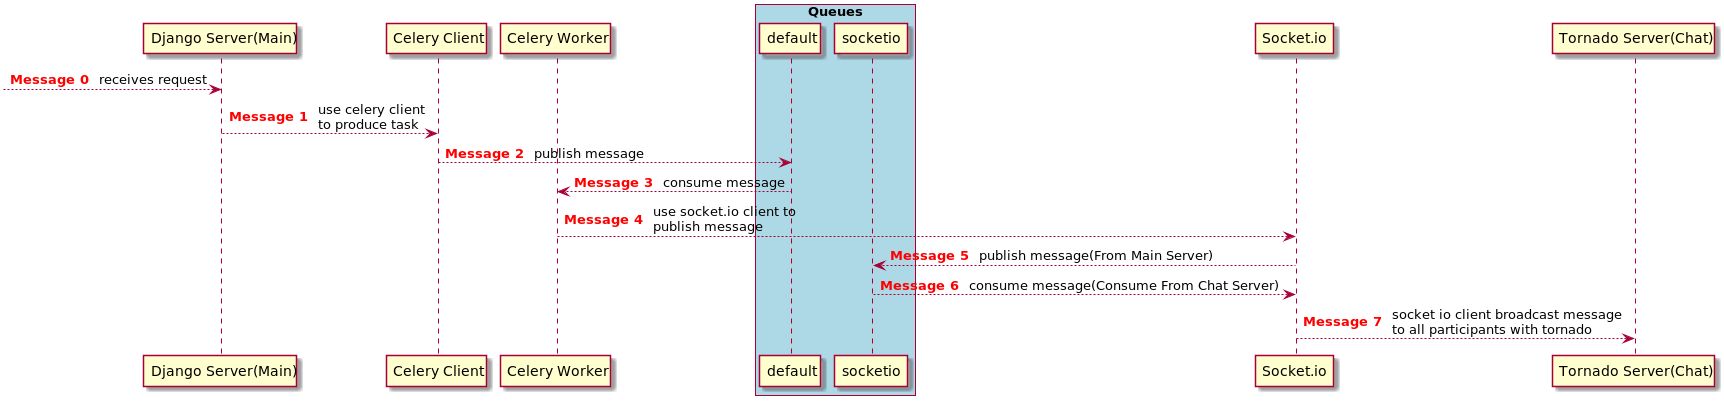 Queues
Django Server(Main)
Celery Client
Celery Worker
default
socketio
Socket.io
Tornado Server(Chat)
Message 0 receives request
Message 1 use celery client
to produce task
Message 2 publish message
Message 3 consume message
Message 4 use socket.io client to
publish message
Message 5 publish message(From Main Server)
Message 6 consume message(Consume From Chat Server)
Message 7 socket io client broadcast message
to all participants with tornado
Django Server(Main)
Celery Client
Celery Worker
default
socketio
Socket.io
Tornado Server(Chat)